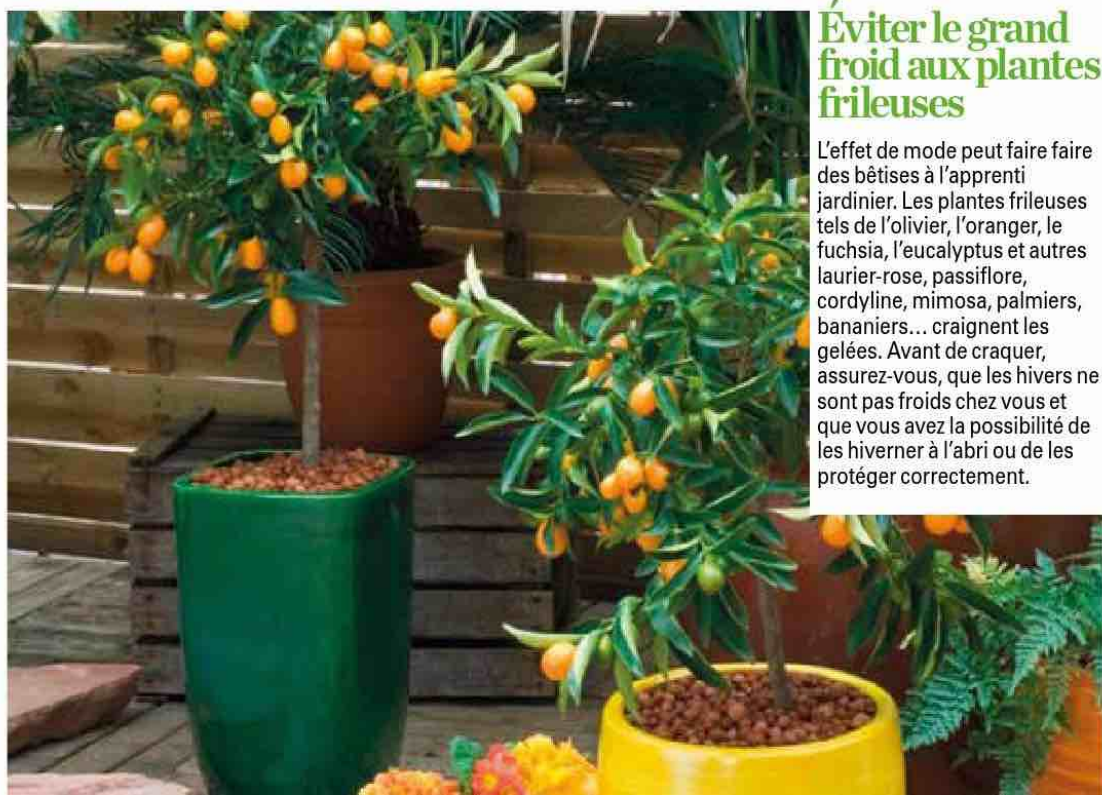 Éviter le grand
froid aux plantes
frileuses
L'effet de mode peut faire faire
des bêtises à l'apprenti
jardinier. Les plantes frileuses
tels de l'olivier, l'oranger, le
fuchsia, l'eucalyptus et autres
laurier-rose, passiflore,
cordyline, mimosa, palmiers,
bananiers... craignent les
gelées. Avant de craquer,
assurez-vous, que les hivers ne
sont pas froids chez vous et
que vous avez la possibilité de
les hiverner à l'abri ou de les
protéger correctement.